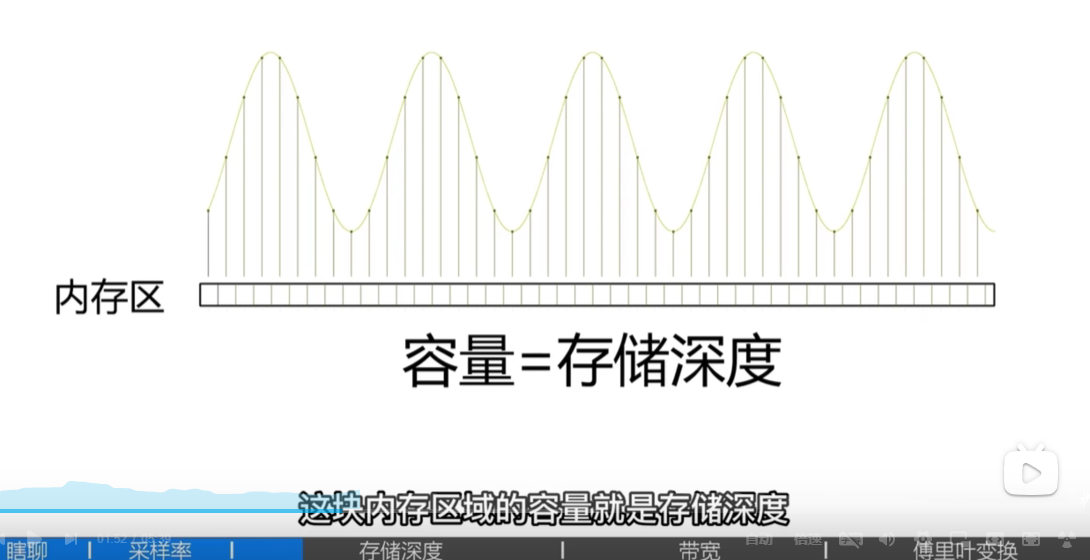 内存区
容量=存储深度
这块内存区域的容量就是存储深度
自动 倍速
瞎聊 采样率 存储深度 带宽 傅里叶变换